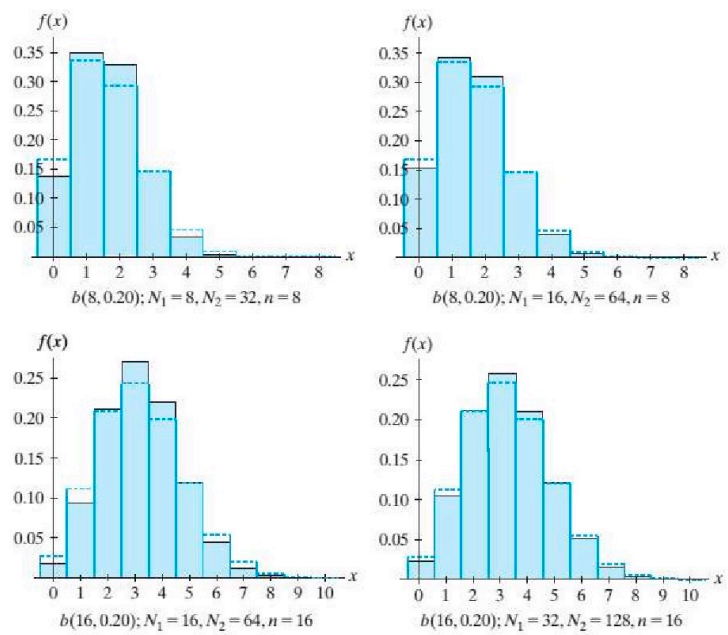 f(x)
0.35
0.30
0.25
0.20
0.15
0.10
0.05
0 1 2 3 4 5 6 7 8 x
b(8, 0.20); N₁ = 8, N₂ = 32, n = 8
f(x)
0.35
0.30
0.25
0.20
0.15
0.10
0.05
0 1 2 3 4 5 6 7 8 x
b(8, 0.20); N₁ = 16, N₂ = 64, n = 8
f(x)
0.25
0.20
0.15
0.10
0.05
0 1 2 3 4 5 6 7 8 9 10 x
b(16, 0.20); N₁ = 16, N₂ = 64, n = 16
f(x)
0.25
0.20
0.15
0.10
0.05
0 1 2 3 4 5 6 7 8 9 10 x
b(16, 0.20); N₁ = 32, N₂ = 128, n = 16